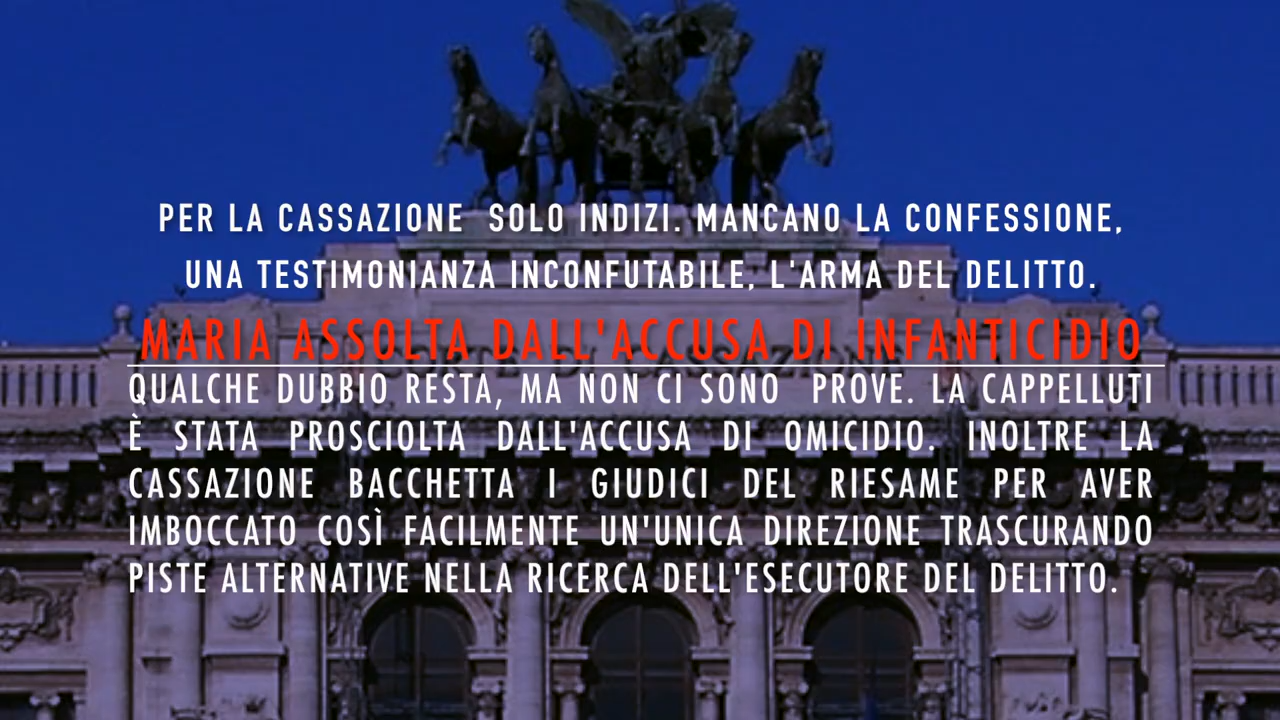 PER LA CASSAZIONE SOLO INDIZI. MANCANO LA CONFESSIONE,
UNA TESTIMONIANZA INCONFUTABILE, L'ARMA DEL DELITTO.
MARIA ASSOLTA DALL'ACCUSA DI INFANTICIDIO
QUALCHE DUBBIO RESTA, MA NON CI SONO PROVE. LA CAPPELLUTI
È STATA PROSCIOLTA DALL'ACCUSA DI OMICIDIO. INOLTRE LA
CASSAZIONE BACCHETTA I GIUDICI DEL RIESAME PER AVER
IMBOCCATO COSÌ FACILMENTE UN'UNICA DIREZIONE TRASCURANDO
PISTE ALTERNATIVE NELLA RICERCA DELL'ESECUTORE DEL DELITTO.